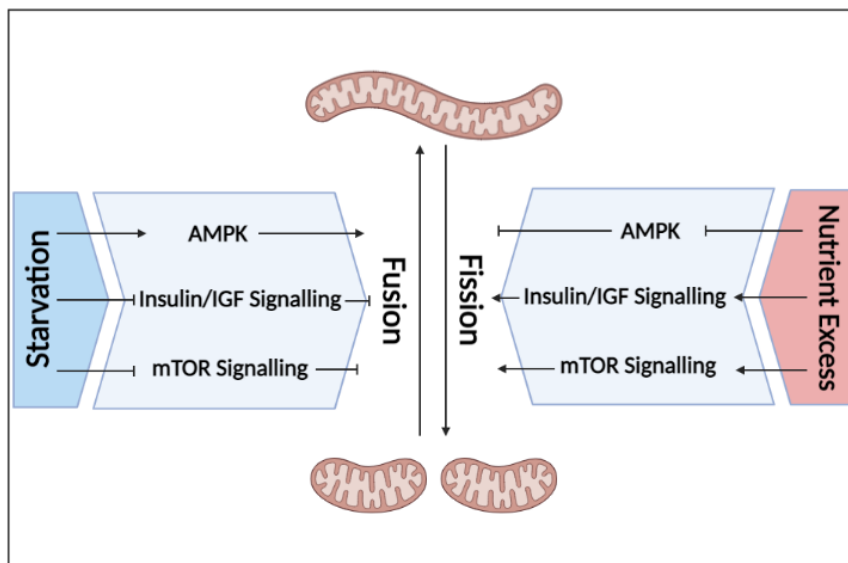 Starvation
AMPK
Insulin/IGF Signalling
mTOR Signalling
Fusion
Fission
AMPK
Insulin/IGF Signalling
mTOR Signalling
Nutrient Excess